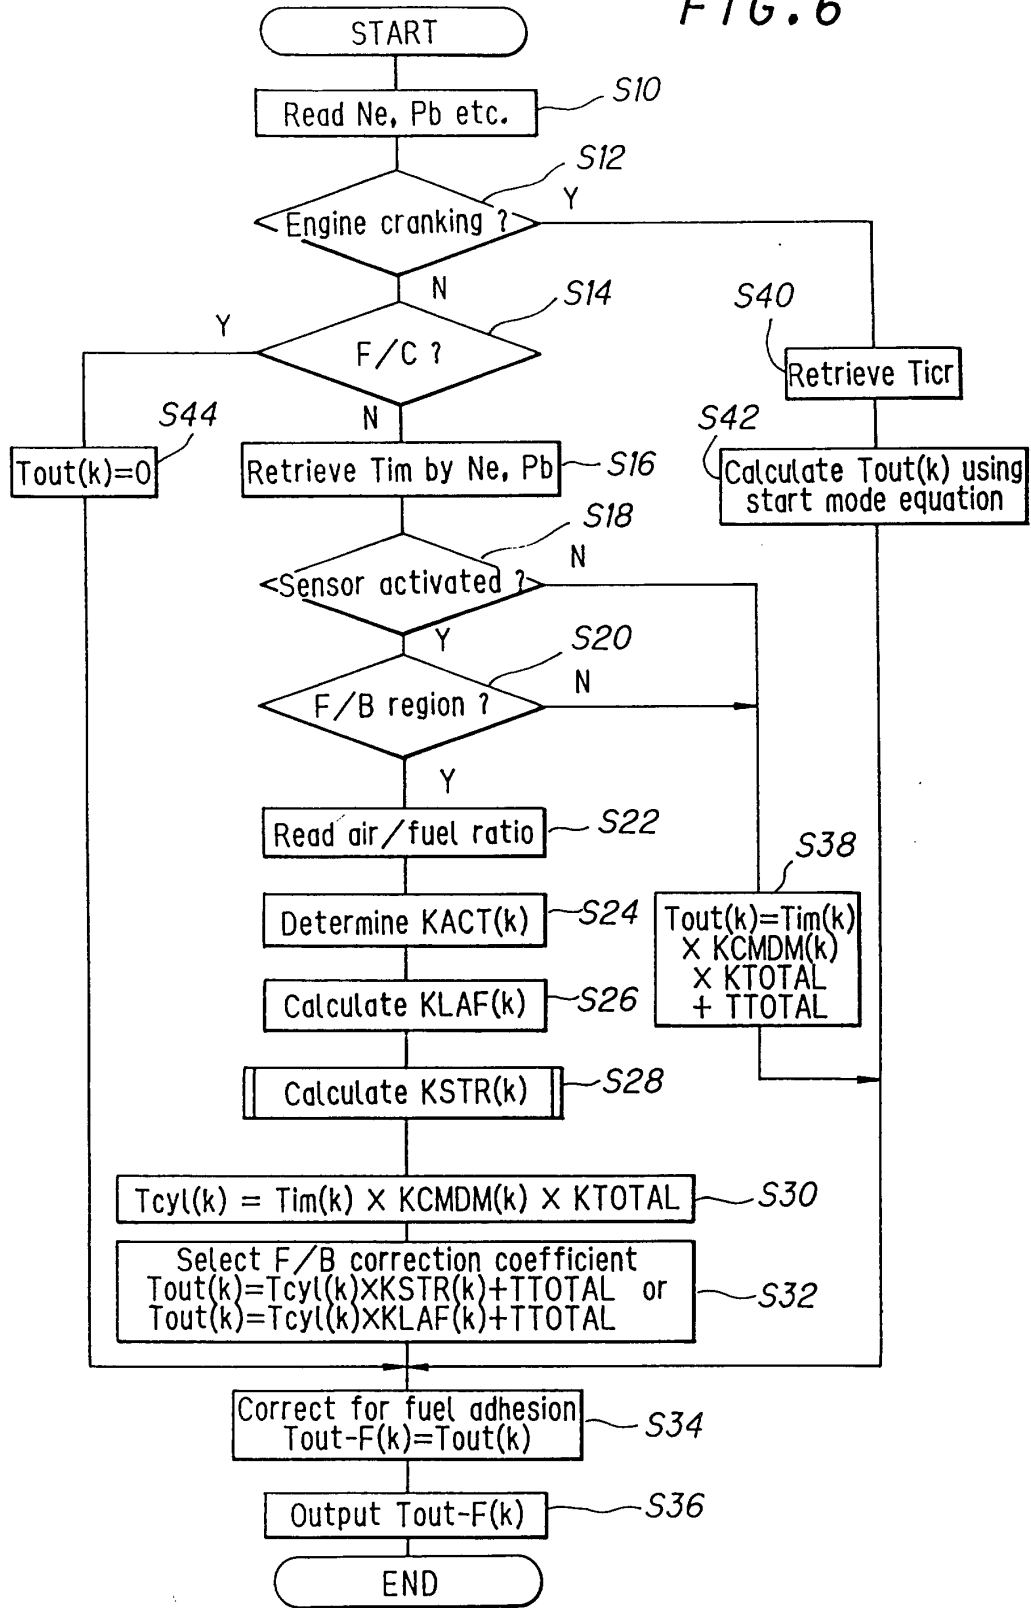 FIG. 6
START
Read Ne, Pb etc.
S10
S12
Engine cranking ?
Y
N
S14
F/C ?
Y
N
S40
Retrieve Ticr
S42
Calculate Tout(k) using
start mode equation
S44
Tout(k)=0
Retrieve Tim by Ne, Pb
S16
S18
Sensor activated ?
N
Y
S20
F/B region ?
N
Y
Read air/fuel ratio
S22
S38
Tout(k)=Tim(k)
X KCMDM(k)
X KTOTAL
+ TTOTAL
Determine KACT(k)
S24
Calculate KLAF(k)
S26
Calculate KSTR(k)
S28
Tcyl(k) = Tim(k) X KCMDM(k) X KTOTAL
S30
Select F/B correction coefficient
Tout(k)=Tcyl(k)XKSTR(k)+TTOTAL or
Tout(k)=Tcyl(k)XKLAF(k)+TTOTAL
S32
Correct for fuel adhesion
Tout-F(k)=Tout(k)
S34
Output Tout-F(k)
S36
END